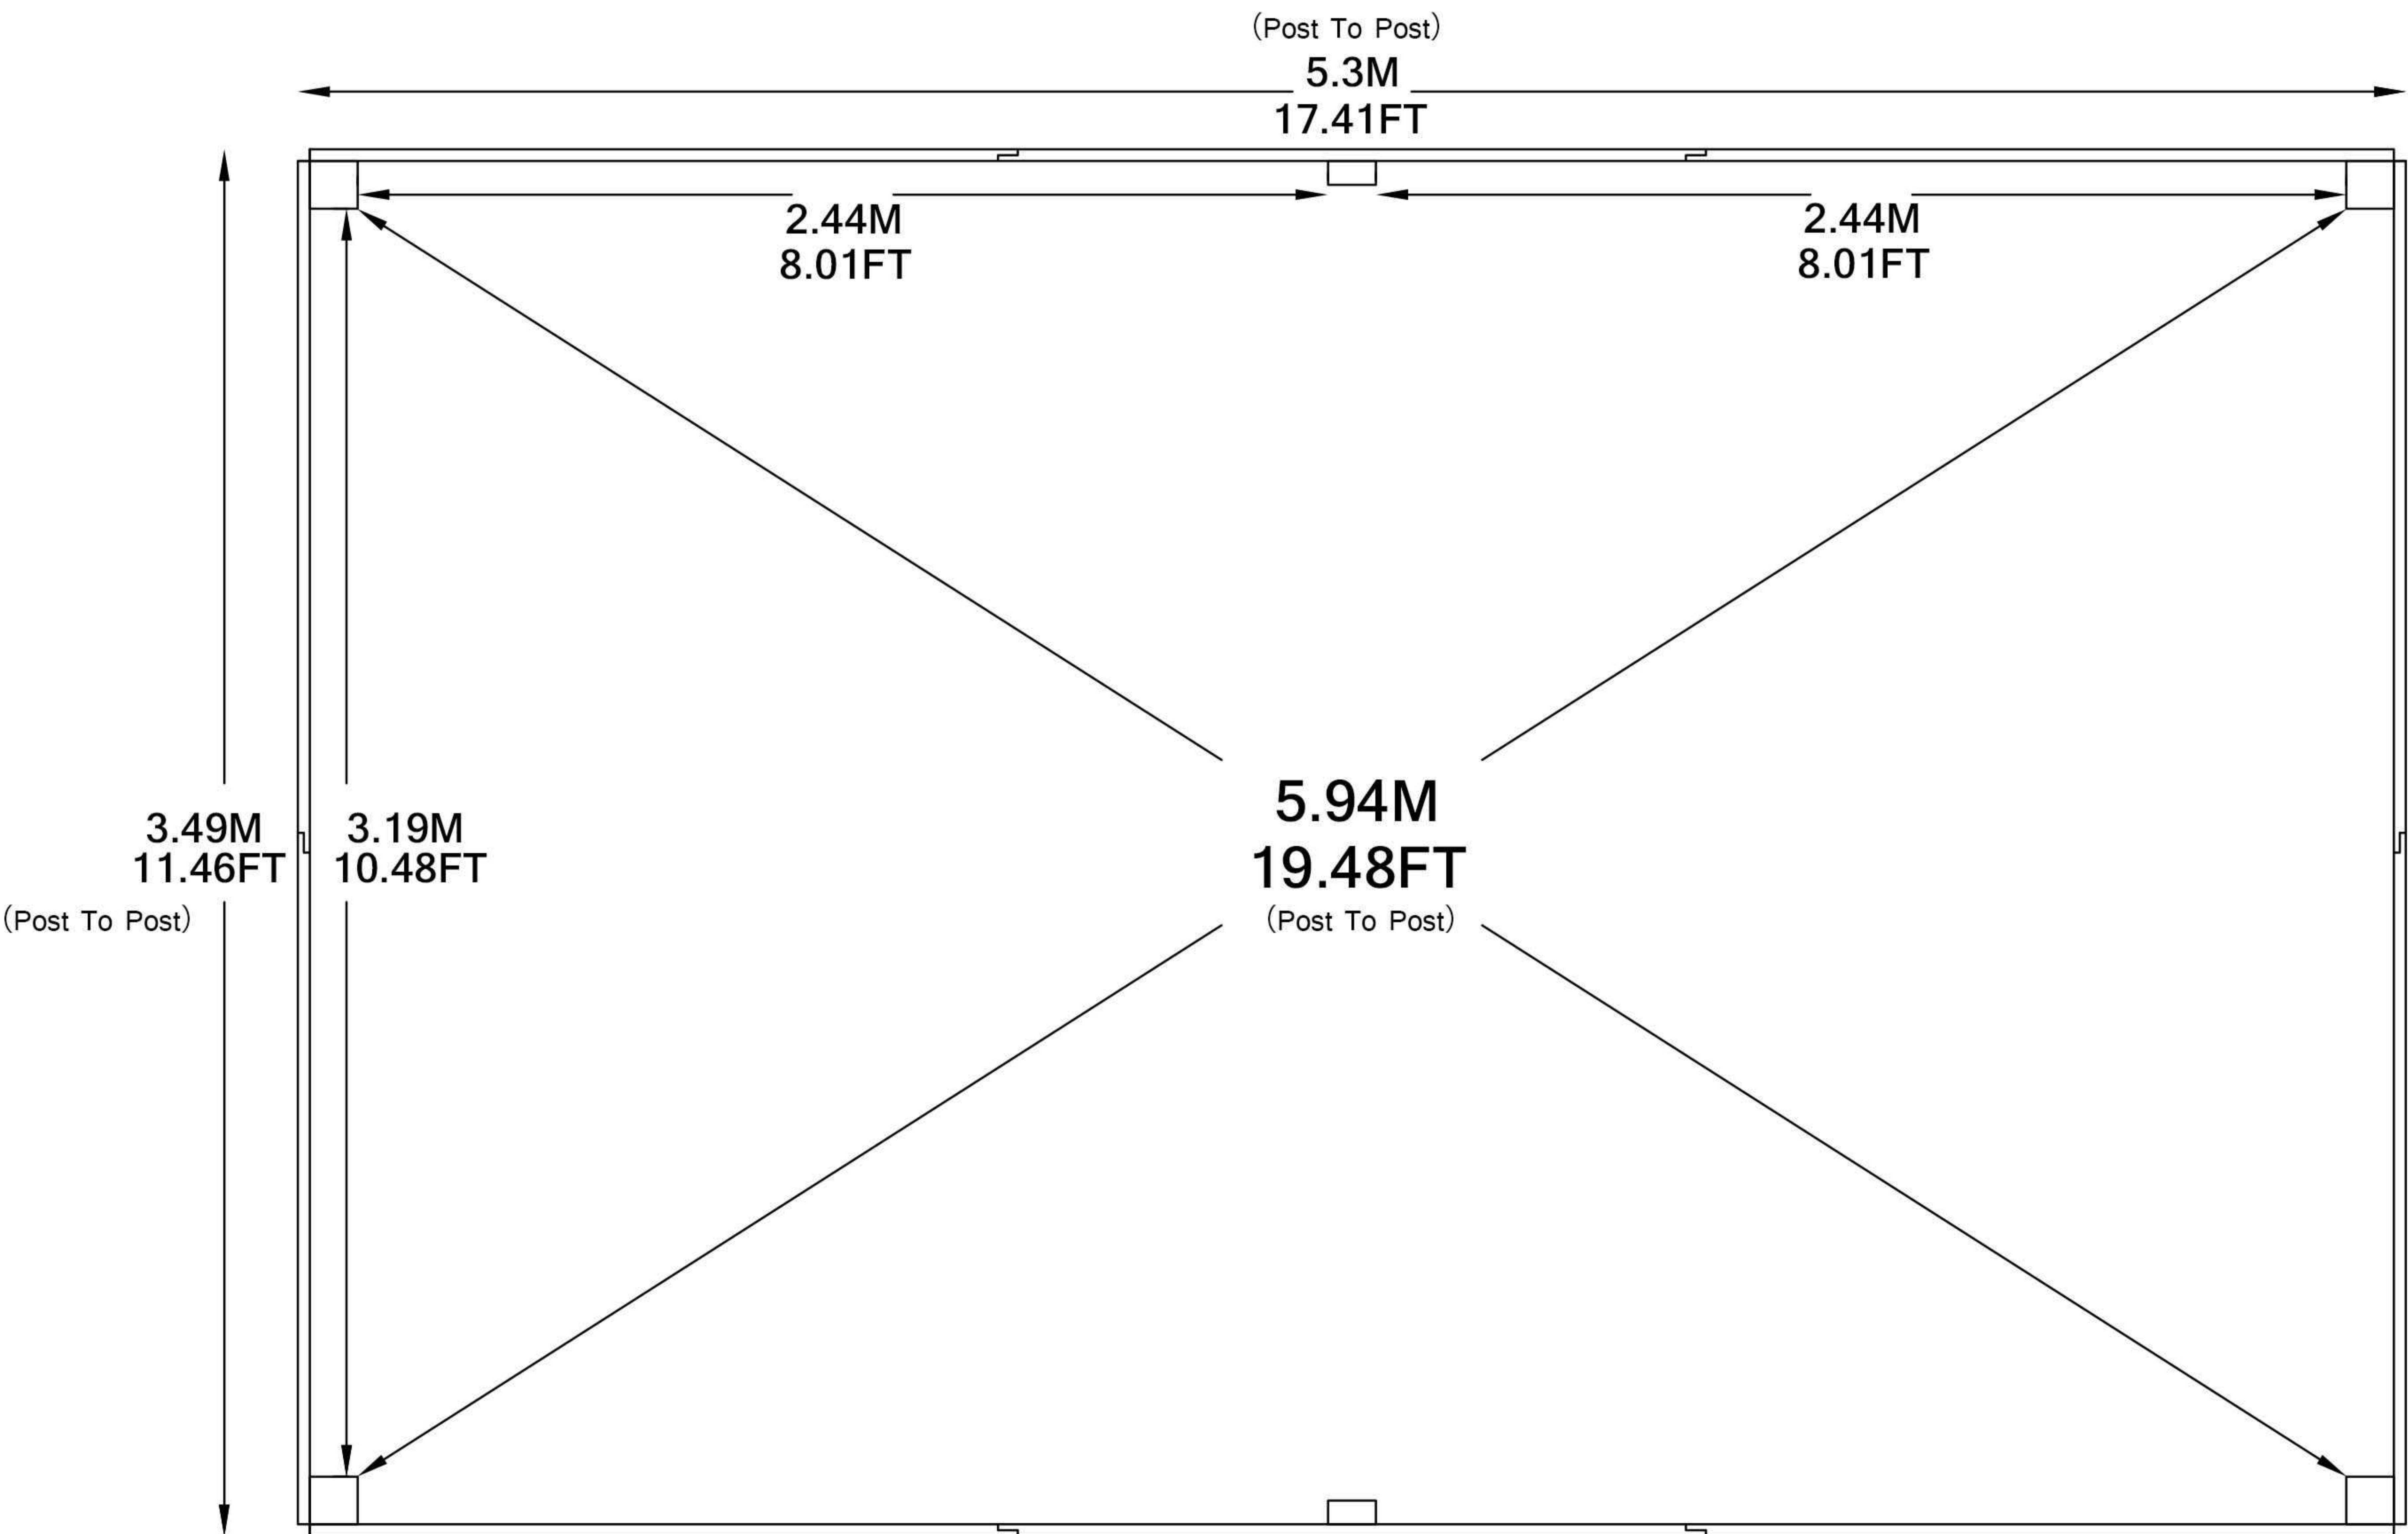 (Post To Post)
5.3M
17.41FT
2.44M
8.01FT
2.44M
8.01FT
3.49M
11.46FT
(Post To Post)
3.19M
10.48FT
5.94M
19.48FT
(Post To Post)